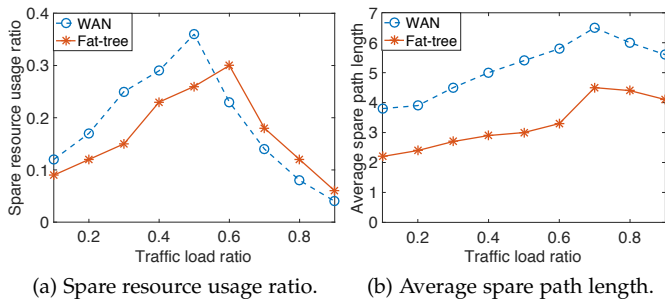 WAN
Fat-tree
0.4
0.3
0.2
0.1
0
0.2 0.4 0.6 0.8
Spare resource usage ratio
Traffic load ratio
(a) Spare resource usage ratio.
WAN
Fat-tree
7
6
5
4
3
2
1
0
0.2 0.4 0.6 0.8
Average spare path length
Traffic load ratio
(b) Average spare path length.